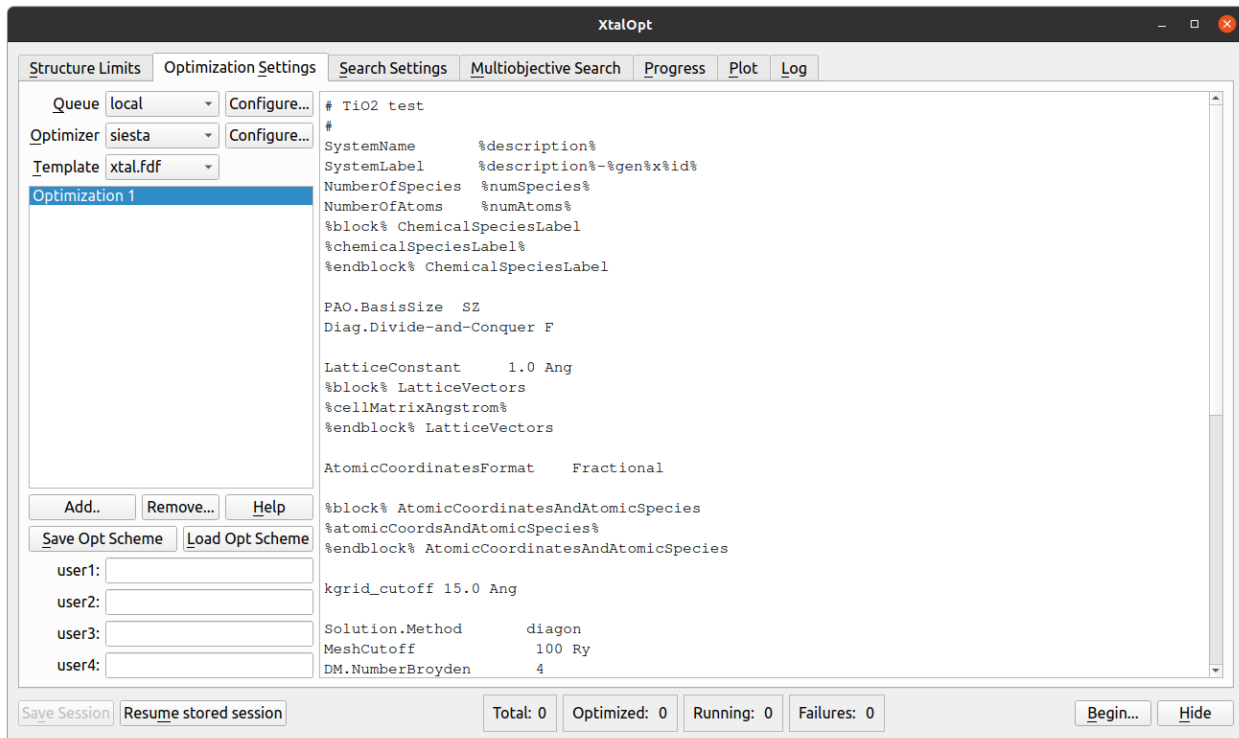 XtalOpt
Structure Limits Optimization Settings Search Settings Multiobjective Search Progress Plot Log
Queue local Configure...
Optimizer siesta Configure...
Template xtal.fdf
Optimization 1
Add.. Remove... Help
Save Opt Scheme Load Opt Scheme
user1:
user2:
user3:
user4:
# TiO2 test
#
SystemName %description%
SystemLabel %description%-%gen%x%id%
NumberOfSpecies %numSpecies%
NumberOfAtoms %numAtoms%
%block% ChemicalSpeciesLabel
%chemicalSpeciesLabel%
%endblock% ChemicalSpeciesLabel
PAO.BasisSize SZ
Diag.Divide-and-Conquer F
LatticeConstant 1.0 Ang
%block% LatticeVectors
%cellMatrixAngstrom%
%endblock% LatticeVectors
AtomicCoordinatesFormat Fractional
%block% AtomicCoordinatesAndAtomicSpecies
%atomicCoordsAndAtomicSpecies%
%endblock% AtomicCoordinatesAndAtomicSpecies
kgrid_cutoff 15.0 Ang
Solution.Method diagon
MeshCutoff 100 Ry
DM.NumberBroyden 4
Save Session Resume stored session Total: 0 Optimized: 0 Running: 0 Failures: 0 Begin... Hide